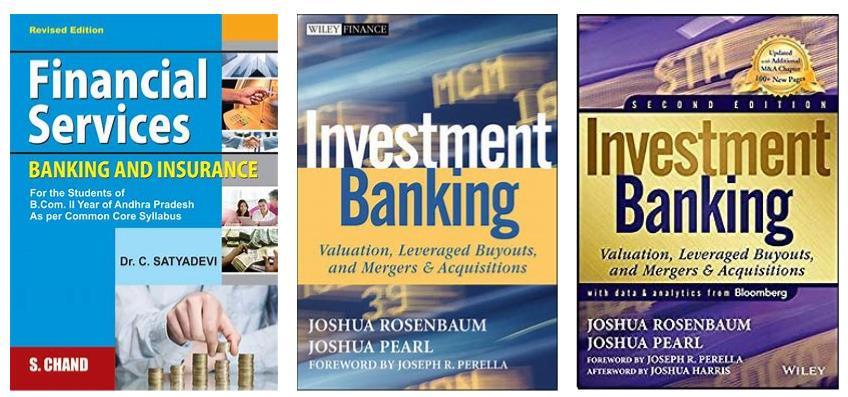 Revised Edition
Financial
Services
BANKING AND INSURANCE
For the Students of
B.Com. II Year of Andhra Pradesh
As per Common Core Syllabus
Dr. C. SATYADEVI
S. CHAND
WILEY FINANCE
MCM
16
Investment
Banking
Valuation, Leveraged Buyouts,
and Mergers & Acquisitions
39
JOSHUA ROSENBAUM
JOSHUA PEARL
FOREWORD BY JOSEPH R. PERELLA
STM
Updated
with Additional
M&A Chapter
100+ New Pages
SECOND EDITION
Investment
Banking
Valuation, Leveraged Buyouts,
and Mergers & Acquisitions
with data & analytics from Bloomberg
JOSHUA ROSENBAUM
JOSHUA PEARL
FOREWORD BY JOSEPH R. PERELLA
AFTERWORD BY JOSHUA HARRIS
WILEY